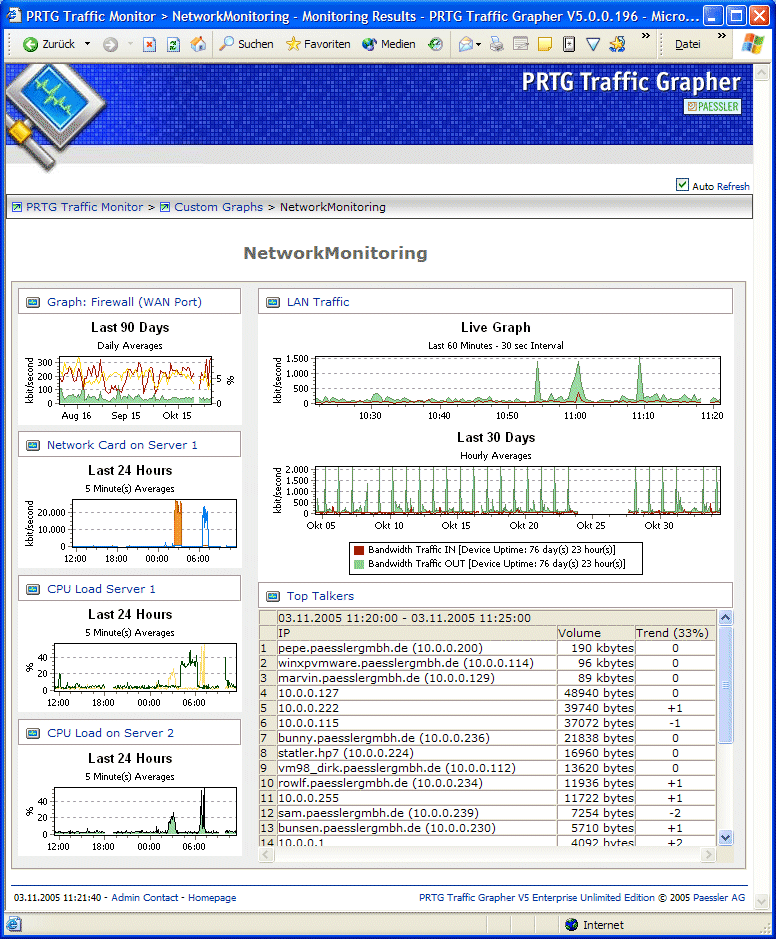 PRTG Traffic Monitor > NetworkMonitoring - Monitoring Results - PRTG Traffic Grapher V5.0.0.196 - Micro...
Zurück Suchen Favoriten Medien » Datei »
PRTG Traffic Grapher
PAESSLER
Auto Refresh
PRTG Traffic Monitor > Custom Graphs > NetworkMonitoring
NetworkMonitoring
Graph: Firewall (WAN Port)
Last 90 Days
Daily Averages
kbit/second
300
200
100
0
5
0
%
Aug 16 Sep 15 Okt 15
Network Card on Server 1
Last 24 Hours
5 Minute(s) Averages
kbit/second
20.000
10.000
0
12:00 18:00 00:00 06:00
CPU Load Server 1
Last 24 Hours
5 Minute(s) Averages
%
40
20
0
12:00 18:00 00:00 06:00
CPU Load on Server 2
Last 24 Hours
5 Minute(s) Averages
%
40
20
0
12:00 18:00 00:00 06:00
LAN Traffic
Live Graph
Last 60 Minutes - 30 sec Interval
kbit/second
1.500
1.000
500
0
10:30 10:40 10:50 11:00 11:10 11:20
Last 30 Days
Hourly Averages
kbit/second
2.000
1.500
1.000
500
0
Okt 05 Okt 10 Okt 15 Okt 20 Okt 25 Okt 30
Bandwidth Traffic IN [Device Uptime: 76 day(s) 23 hour(s)]
Bandwidth Traffic OUT [Device Uptime: 76 day(s) 23 hour(s)]
Top Talkers
03.11.2005 11:20:00 - 03.11.2005 11:25:00
IP Volume Trend (33%)
1 pepe.paesslergmbh.de (10.0.0.200) 190 kbytes 0
2 winxpvmware.paesslergmbh.de (10.0.0.114) 96 kbytes 0
3 marvin.paesslergmbh.de (10.0.0.129) 89 kbytes 0
4 10.0.0.127 48940 bytes 0
5 10.0.0.222 39740 bytes +1
6 10.0.0.115 37072 bytes -1
7 bunny.paesslergmbh.de (10.0.0.236) 21838 bytes 0
8 statler.hp7 (10.0.0.224) 16960 bytes 0
9 vm98_dirk.paesslergmbh.de (10.0.0.112) 13620 bytes 0
10 rowlf.paesslergmbh.de (10.0.0.234) 11936 bytes +1
11 10.0.0.255 11722 bytes +1
12 sam.paesslergmbh.de (10.0.0.239) 7254 bytes -2
13 bunsen.paesslergmbh.de (10.0.0.230) 5710 bytes +1
14 10.0.0.1 4092 bytes +2
03.11.2005 11:21:40 - Admin Contact - Homepage
PRTG Traffic Grapher V5 Enterprise Unlimited Edition © 2005 Paessler AG
Internet